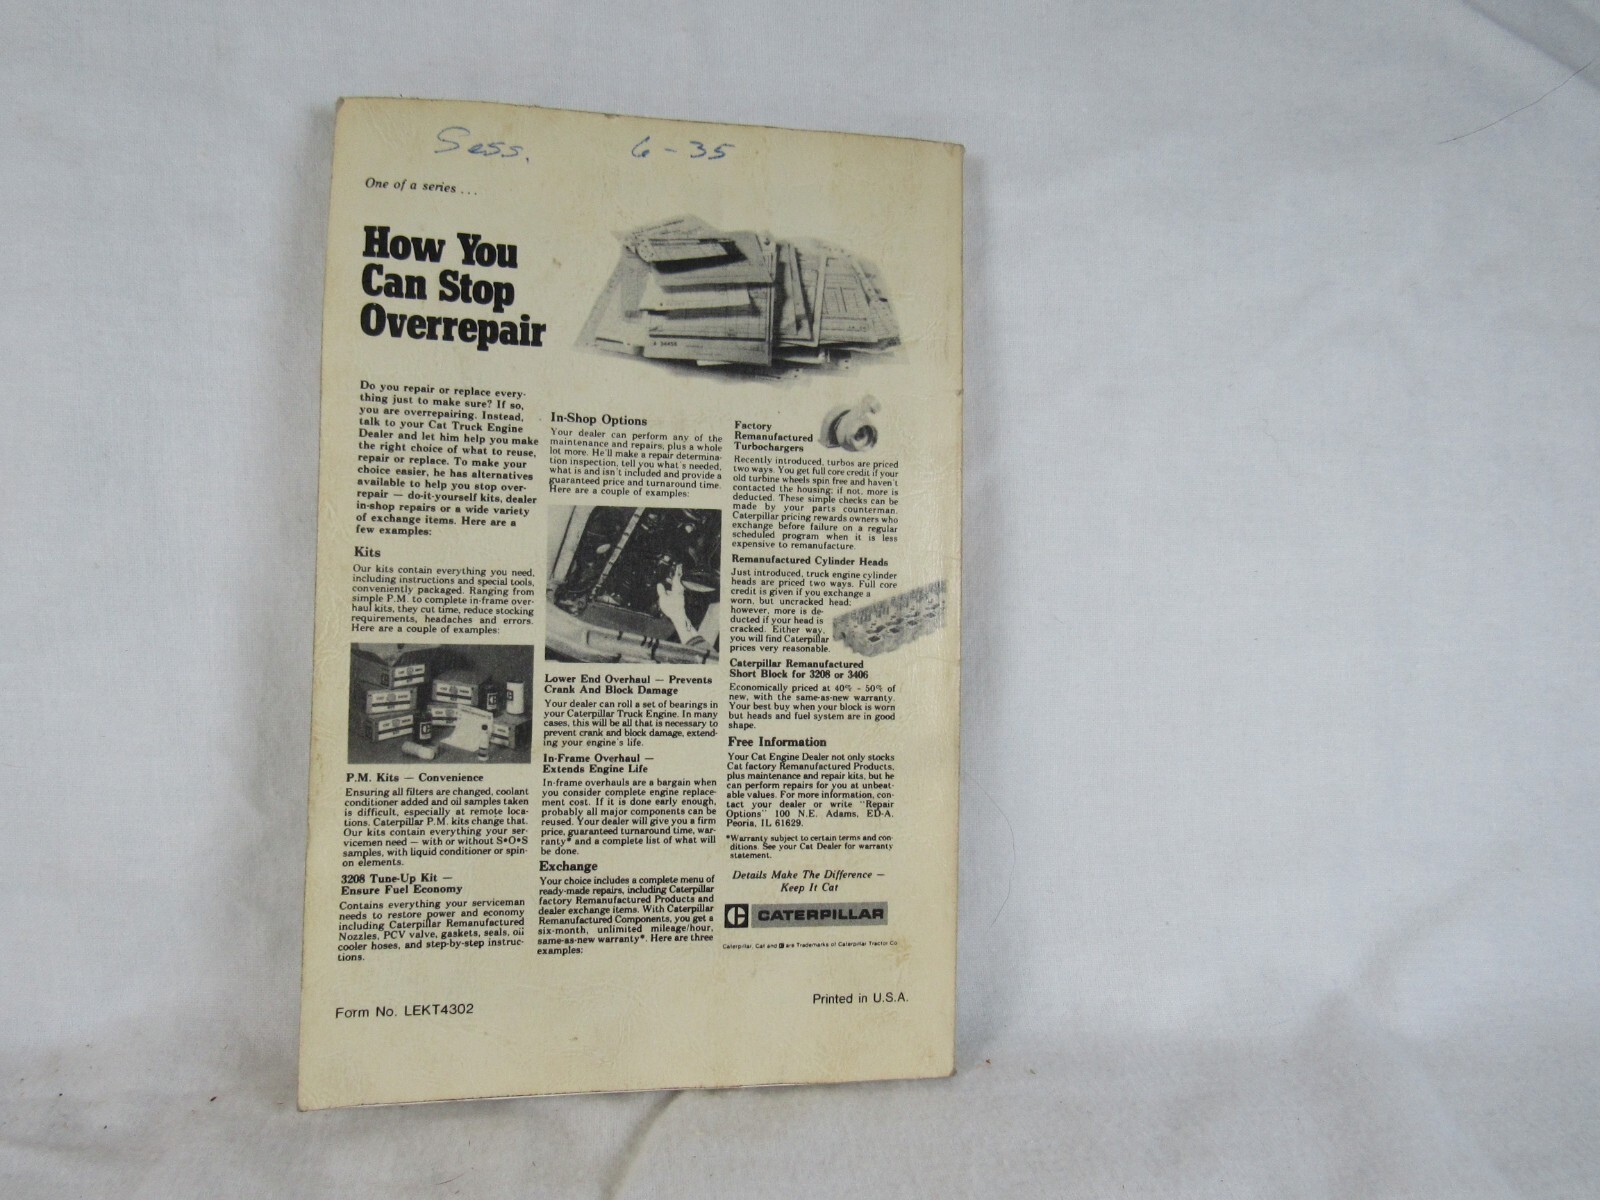 Sess. 6-35
One of a series . . .
How You
Can Stop
Overrepair
Do you repair or replace every-
thing just to make sure? If so,
you are overrepairing. Instead,
talk to your Cat Truck Engine
Dealer and let him help you make
the right choice of what to reuse,
repair or replace. To make your
choice easier, he has alternatives
available to help you stop over-
repair — do-it-yourself kits, dealer
in-shop repairs or a wide variety
of exchange items. Here are a
few examples:
Kits
Our kits contain everything you need,
including instructions and special tools,
conveniently packaged. Ranging from
simple P.M. to complete in-frame over-
haul kits, they cut time, reduce stocking
requirements, headaches and errors.
Here are a couple of examples:
P.M. Kits — Convenience
Ensuring all filters are changed, coolant
conditioner added and oil samples taken
is difficult, especially at remote loca-
tions. Caterpillar P.M. kits change that.
Our kits contain everything your ser-
vicemen need — with or without S•O•S
samples, with liquid conditioner or spin-
on elements.
3208 Tune-Up Kit —
Ensure Fuel Economy
Contains everything your serviceman
needs to restore power and economy
including Caterpillar Remanufactured
Nozzles, PCV valve, gaskets, seals, oil
cooler hoses, and step-by-step instruc-
tions.
In-Shop Options
Your dealer can perform any of the
maintenance and repairs, plus a whole
lot more. He'll make a repair determina-
tion inspection, tell you what's needed,
what is and isn't included and provide a
guaranteed price and turnaround time.
Here are a couple of examples:
Lower End Overhaul — Prevents
Crank And Block Damage
Your dealer can roll a set of bearings in
your Caterpillar Truck Engine. In many
cases, this will be all that is necessary to
prevent crank and block damage, extend-
ing your engine's life.
In-Frame Overhaul —
Extends Engine Life
In-frame overhauls are a bargain when
you consider complete engine replace-
ment cost. If it is done early enough,
probably all major components can be
reused. Your dealer will give you a firm
price, guaranteed turnaround time, war-
ranty* and a complete list of what will
be done.
Exchange
Your choice includes a complete menu of
ready-made repairs, including Caterpillar
factory Remanufactured Products and
dealer exchange items. With Caterpillar
Remanufactured Components, you get a
six-month, unlimited mileage/hour,
same-as-new warranty*. Here are three
examples:
Factory
Remanufactured
Turbochargers
Recently introduced, turbos are priced
two ways. You get full core credit if your
old turbine wheels spin free and haven't
contacted the housing; if not, more is
deducted. These simple checks can be
made by your parts counterman.
Caterpillar pricing rewards owners who
exchange before failure on a regular
scheduled program when it is less
expensive to remanufacture.
Remanufactured Cylinder Heads
Just introduced, truck engine cylinder
heads are priced two ways. Full core
credit is given if you exchange a
worn, but uncracked head;
however, more is de-
ducted if your head is
cracked. Either way,
you will find Caterpillar
prices very reasonable.
Caterpillar Remanufactured
Short Block for 3208 or 3406
Economically priced at 40% - 50% of
new, with the same-as-new warranty.
Your best buy when your block is worn
but heads and fuel system are in good
shape.
Free Information
Your Cat Engine Dealer not only stocks
Cat factory Remanufactured Products,
plus maintenance and repair kits, but he
can perform repairs for you at unbeat-
able values. For more information, con-
tact your dealer or write "Repair
Options" 100 N.E. Adams, ED-A.
Peoria, IL 61629.
*Warranty subject to certain terms and con-
ditions. See your Cat Dealer for warranty
statement.
Details Make The Difference —
Keep It Cat
CATERPILLAR
Caterpillar, Cat and are Trademarks of Caterpillar Tractor Co
Form No. LEKT4302
Printed in U.S.A.